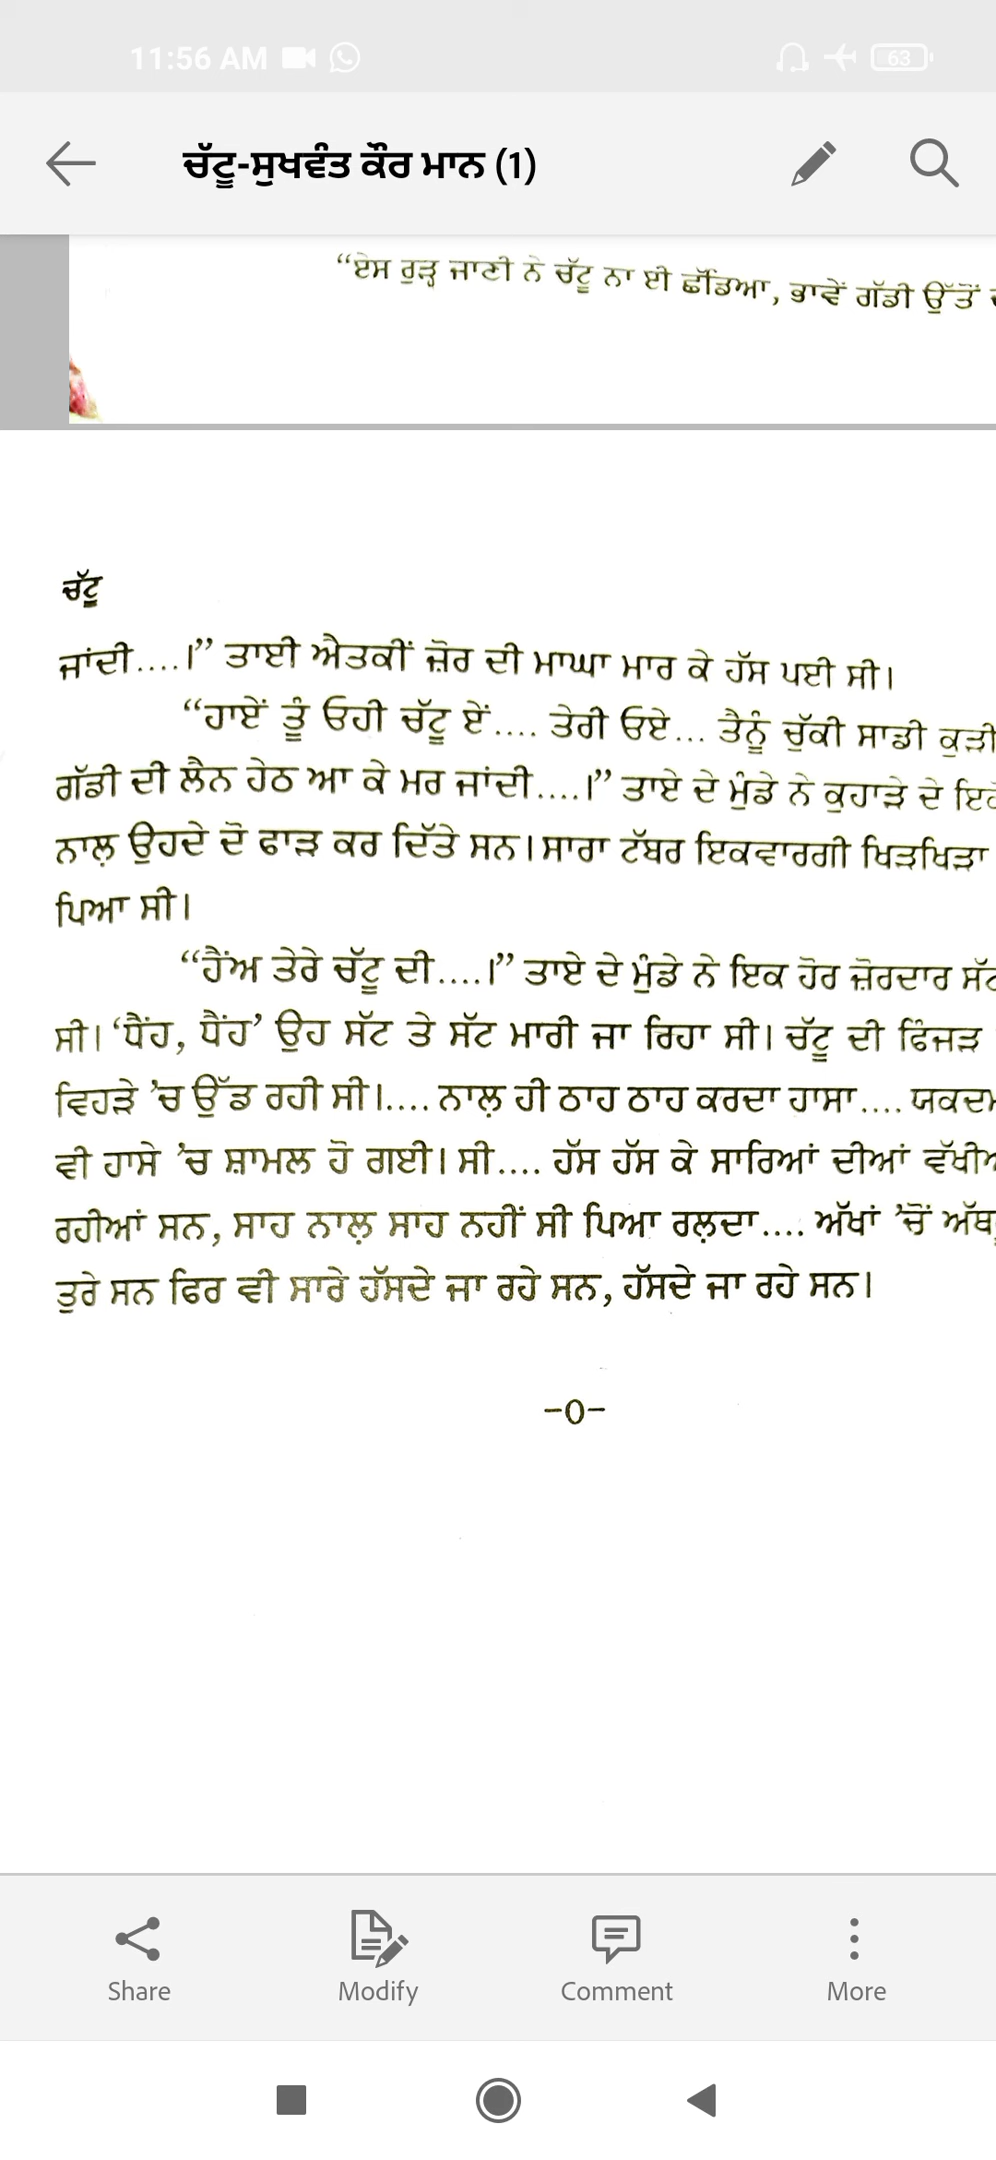 11:56 AM
63
ਚੱਟੂ-ਸੁਖਵੰਤ ਕੌਰ ਮਾਨ (1)
“ਏਸ ਰੁੜ੍ਹ ਜਾਣੀ ਨੇ ਚੱਟੂ ਨਾ ਈ ਛੱਡਿਆ, ਭਾਵੇਂ ਗੱਡੀ ਉੱਤੋਂ
ਚੱਟੂ
ਜਾਂਦੀ....।” ਤਾਈ ਐਤਕੀਂ ਜ਼ੋਰ ਦੀ ਮਾਘਾ ਮਾਰ ਕੇ ਹੱਸ ਪਈ ਸੀ।
“ਹਾਏਂ ਤੂੰ ਓਹੀ ਚੱਟੂ ਏਂ.... ਤੇਰੀ ਓਏ... ਤੈਨੂੰ ਚੁੱਕੀ ਸਾਡੀ ਕੁੜੀ
ਗੱਡੀ ਦੀ ਲੈਨ ਹੇਠ ਆ ਕੇ ਮਰ ਜਾਂਦੀ....।” ਤਾਏ ਦੇ ਮੁੰਡੇ ਨੇ ਕੁਹਾੜੇ ਦੇ
ਨਾਲ਼ ਉਹਦੇ ਦੋ ਫਾੜ ਕਰ ਦਿੱਤੇ ਸਨ। ਸਾਰਾ ਟੱਬਰ ਇਕਵਾਰਗੀ ਖਿੜਖਿੜਾ
ਪਿਆ ਸੀ।
“ਹੈਂਅ ਤੇਰੇ ਚੱਟੂ ਦੀ....।” ਤਾਏ ਦੇ ਮੁੰਡੇ ਨੇ ਇਕ ਹੋਰ ਜ਼ੋਰਦਾਰ ਸੱਟ
ਸੀ। ‘ਧੈਂਹ, ਧੈਂਹ’ ਉਹ ਸੱਟ ਤੇ ਸੱਟ ਮਾਰੀ ਜਾ ਰਿਹਾ ਸੀ। ਚੱਟੂ ਦੀ ਫਿੰਜੜ
ਵਿਹੜੇ ’ਚ ਉੱਡ ਰਹੀ ਸੀ।.... ਨਾਲ਼ ਹੀ ਠਾਹ ਠਾਹ ਕਰਦਾ ਹਾਸਾ....
ਵੀ ਹਾਸੇ ’ਚ ਸ਼ਾਮਲ ਹੋ ਗਈ। ਸੀ.... ਹੱਸ ਹੱਸ ਕੇ ਸਾਰਿਆਂ ਦੀਆਂ
ਰਹੀਆਂ ਸਨ, ਸਾਹ ਨਾਲ਼ ਸਾਹ ਨਹੀਂ ਸੀ ਪਿਆ ਰਲ਼ਦਾ.... ਅੱਖਾਂ ’ਚੋਂ
ਤੁਰੇ ਸਨ ਫਿਰ ਵੀ ਸਾਰੇ ਹੱਸਦੇ ਜਾ ਰਹੇ ਸਨ, ਹੱਸਦੇ ਜਾ ਰਹੇ ਸਨ।
-0-
Share Modify Comment More